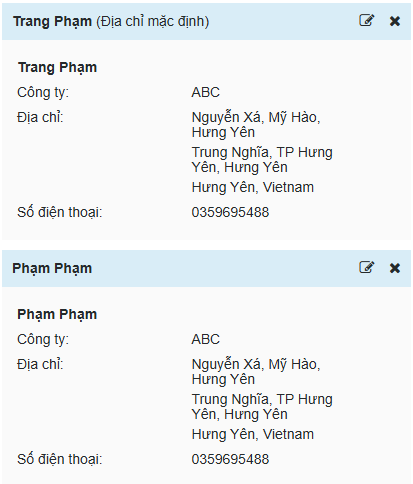 Trang Phạm (Địa chỉ mặc định)
Trang Phạm
Công ty: ABC
Địa chỉ: Nguyễn Xá, Mỹ Hào,
Hưng Yên
Trung Nghĩa, TP Hưng
Yên, Hưng Yên
Hưng Yên, Vietnam
Số điện thoại: 0359695488
Phạm Phạm
Phạm Phạm
Công ty: ABC
Địa chỉ: Nguyễn Xá, Mỹ Hào,
Hưng Yên
Trung Nghĩa, TP Hưng
Yên, Hưng Yên
Hưng Yên, Vietnam
Số điện thoại: 0359695488